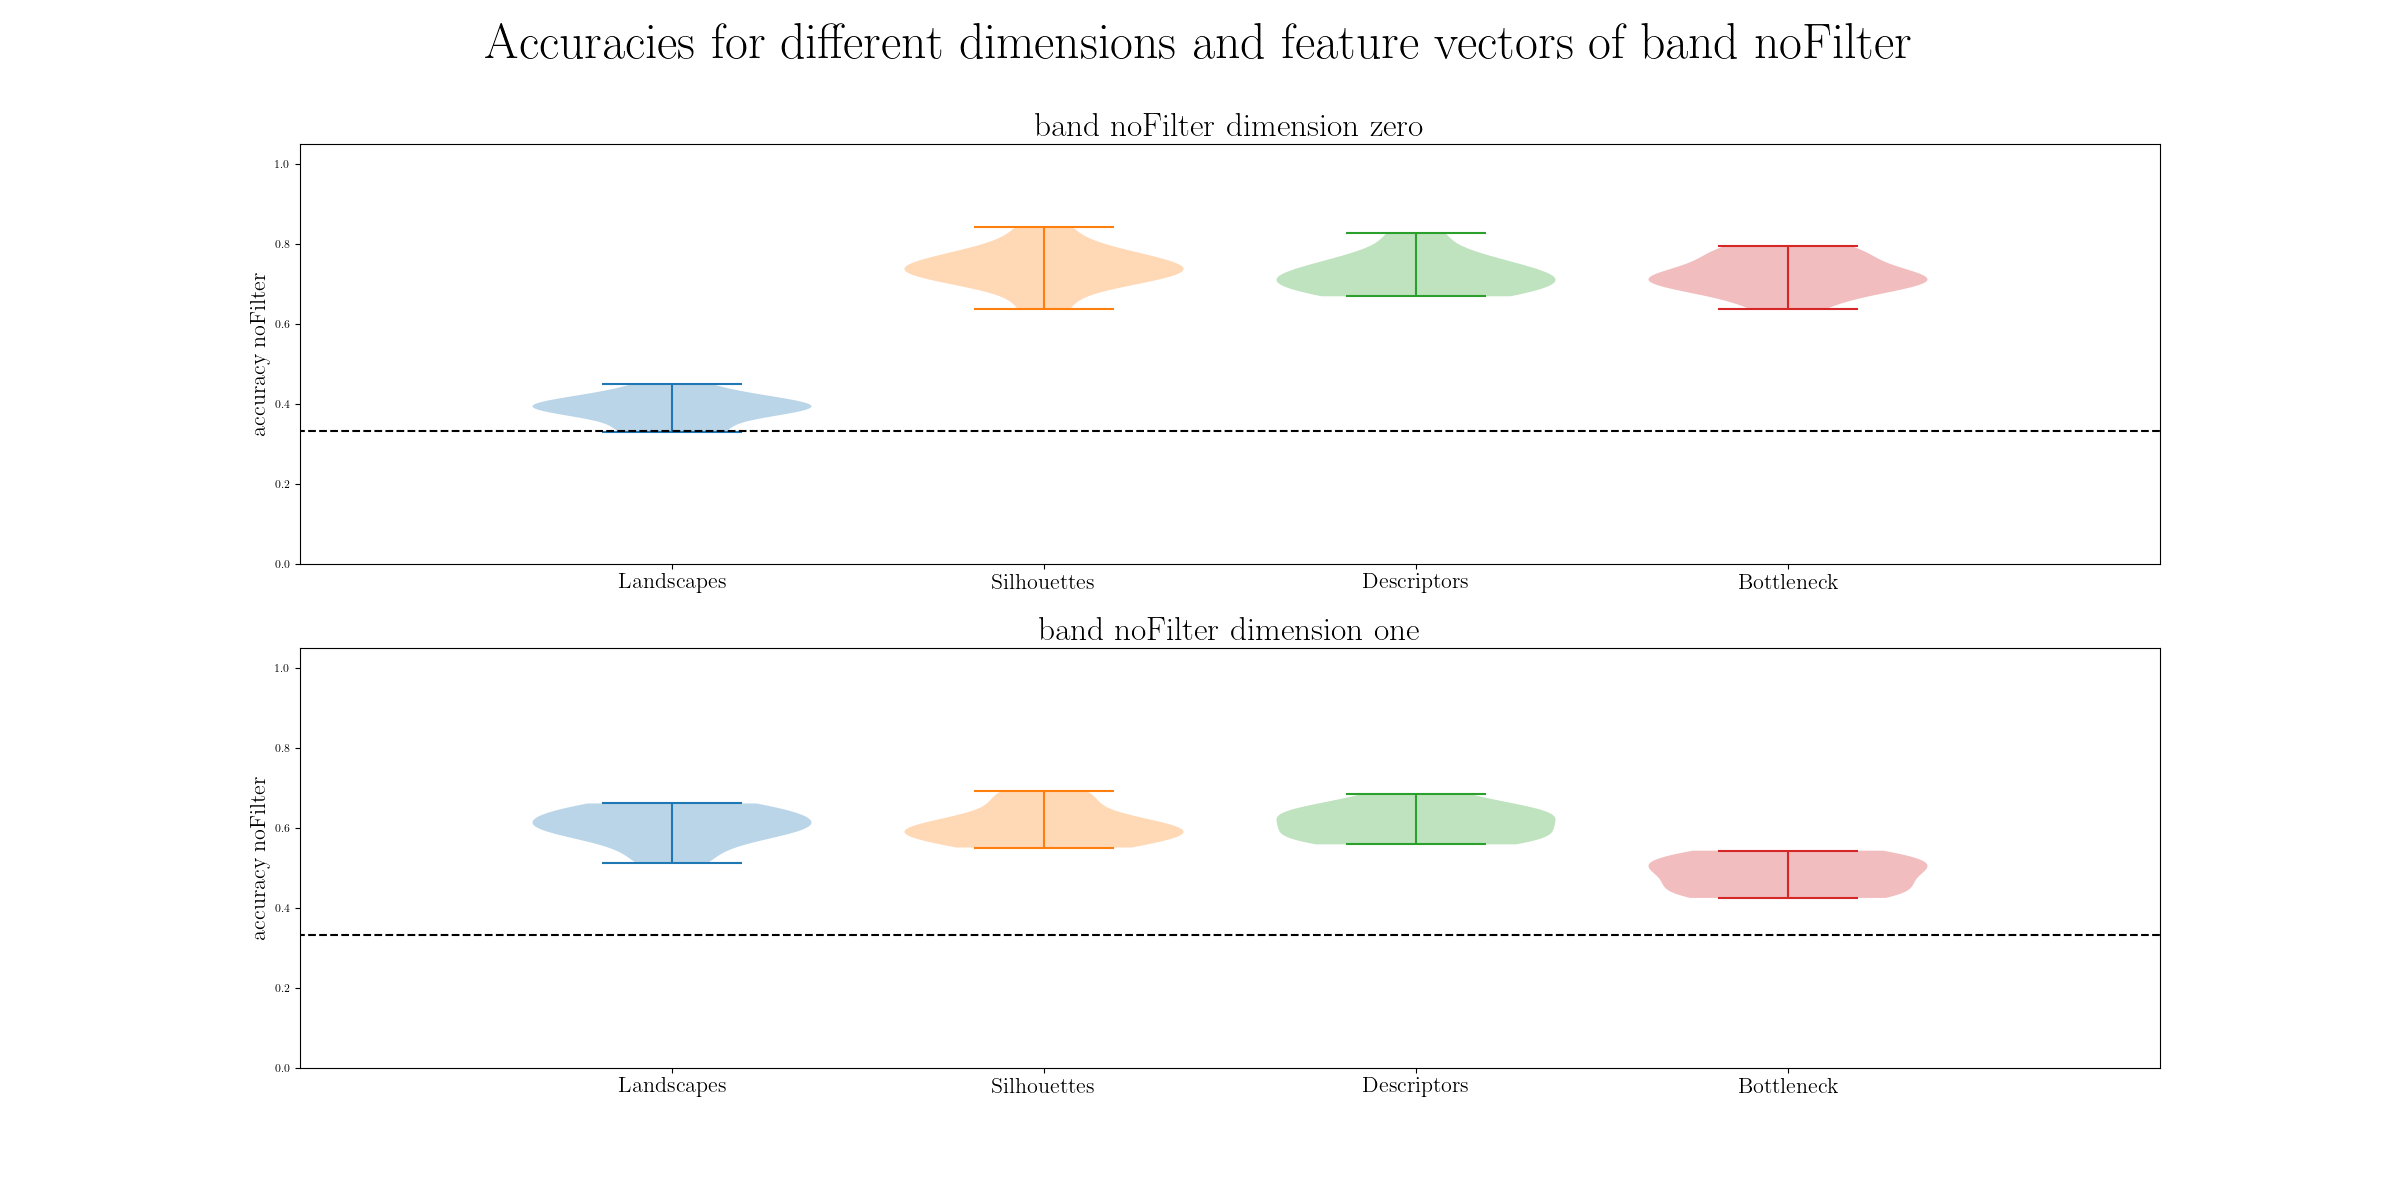 Accuracies for different dimensions and feature vectors of band noFilter
band noFilter dimension zero
accuracy noFilter
1.0
0.8
0.6
0.4
0.2
0.0
Landscapes Silhouettes Descriptors Bottleneck
band noFilter dimension one
accuracy noFilter
1.0
0.8
0.6
0.4
0.2
0.0
Landscapes Silhouettes Descriptors Bottleneck